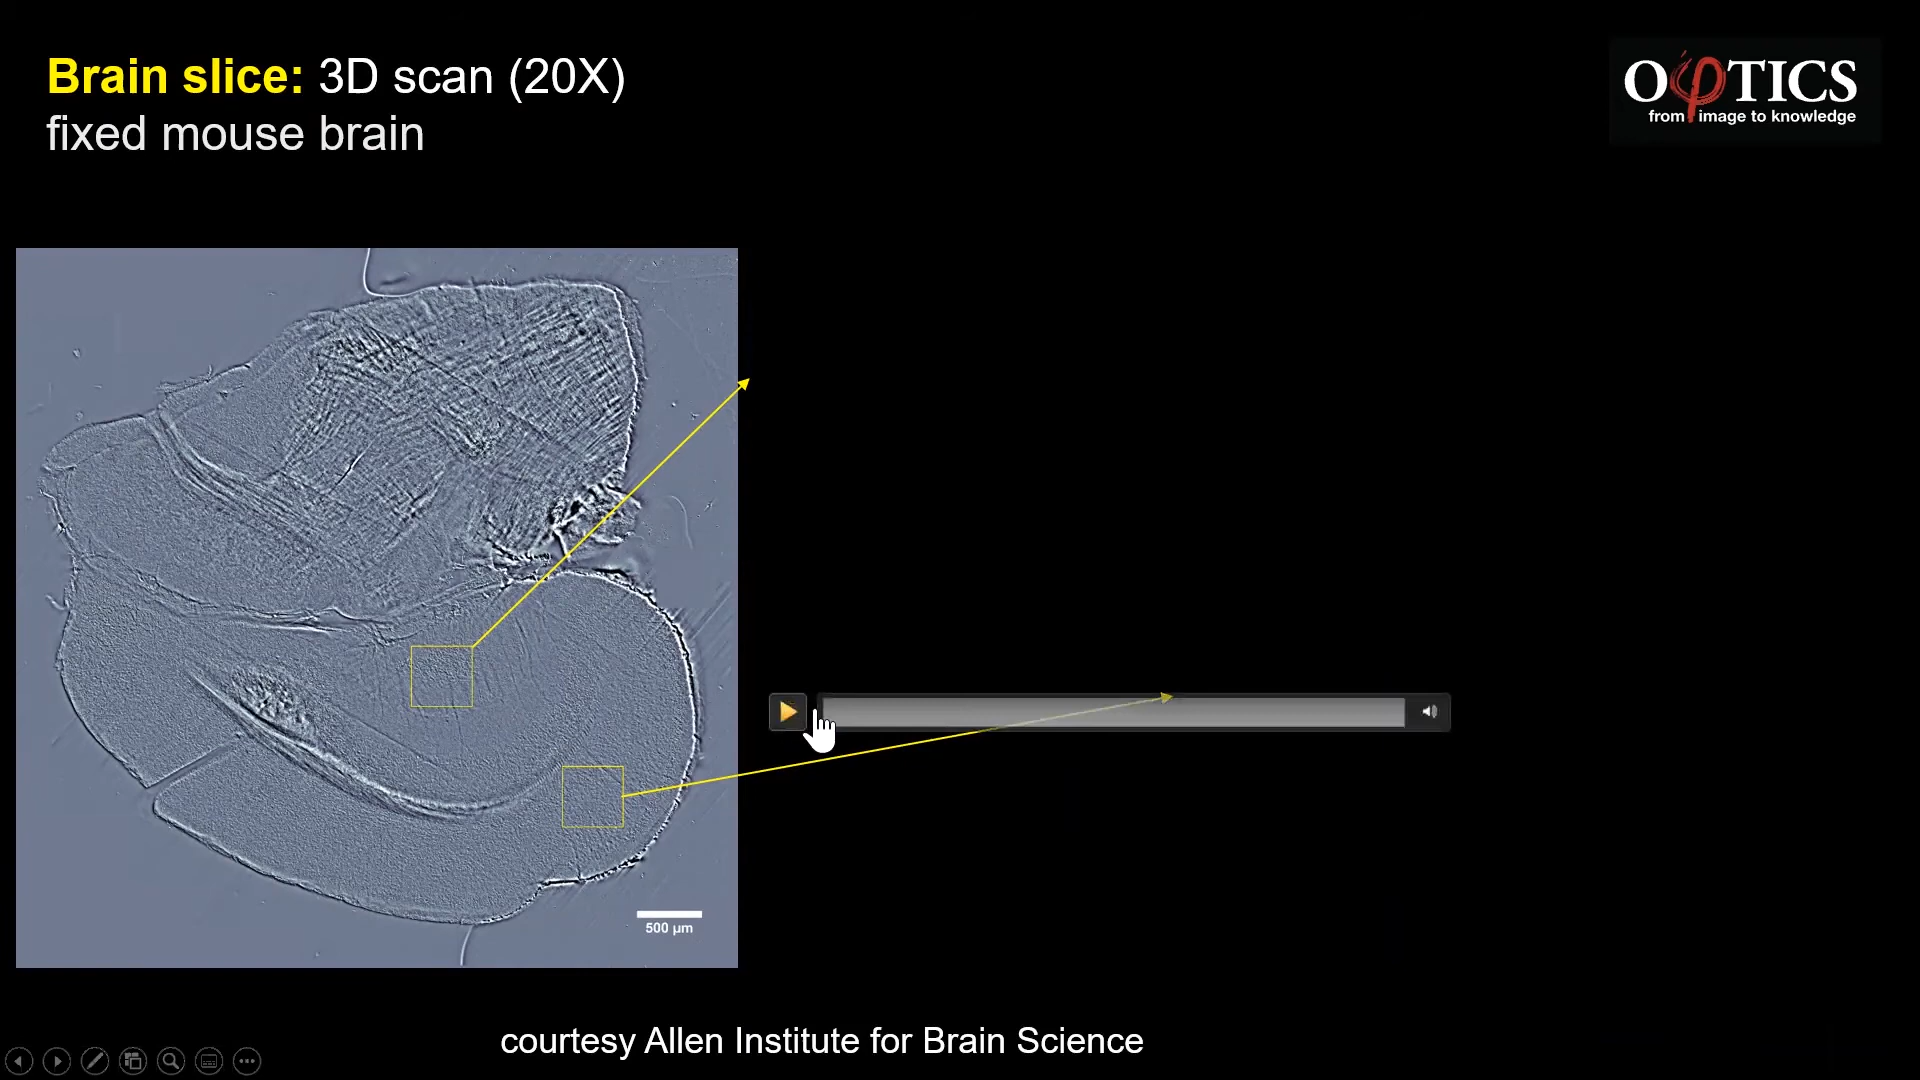 Brain slice: 3D scan (20X)
fixed mouse brain
OφTICS
from image to knowledge
500 µm
courtesy Allen Institute for Brain Science